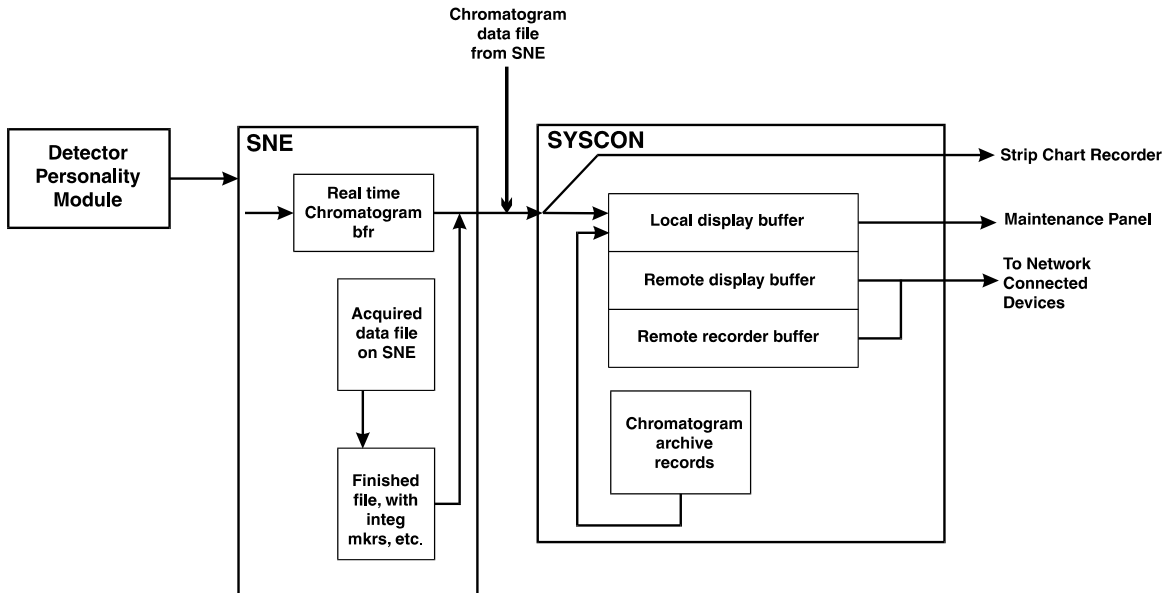 Chromatogram
data file
from SNE
Detector
Personality
Module
SNE
Real time
Chromatogram
bfr
Acquired
data file
on SNE
Finished
file, with
integ
mkrs, etc.
SYSCON
Local display buffer
Remote display buffer
Remote recorder buffer
Chromatogram
archive
records
Strip Chart Recorder
Maintenance Panel
To Network
Connected
Devices